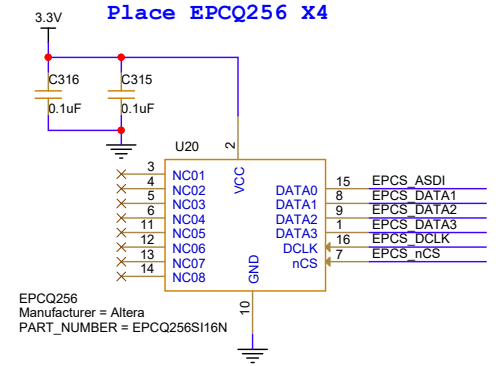 Place EPCQ256 X4
3.3V
C316
C315
0.1uF
0.1uF
U20
2
VCC
3 NC01
4 NC02
5 NC03
6 NC04
11 NC05
12 NC06
13 NC07
14 NC08
DATA0 15 EPCS_ASDI
DATA1 8 EPCS_DATA1
DATA2 9 EPCS_DATA2
DATA3 1 EPCS_DATA3
DCLK 16 EPCS_DCLK
nCS 7 EPCS_nCS
GND
10
EPCQ256
Manufacturer = Altera
PART_NUMBER = EPCQ256SI16N